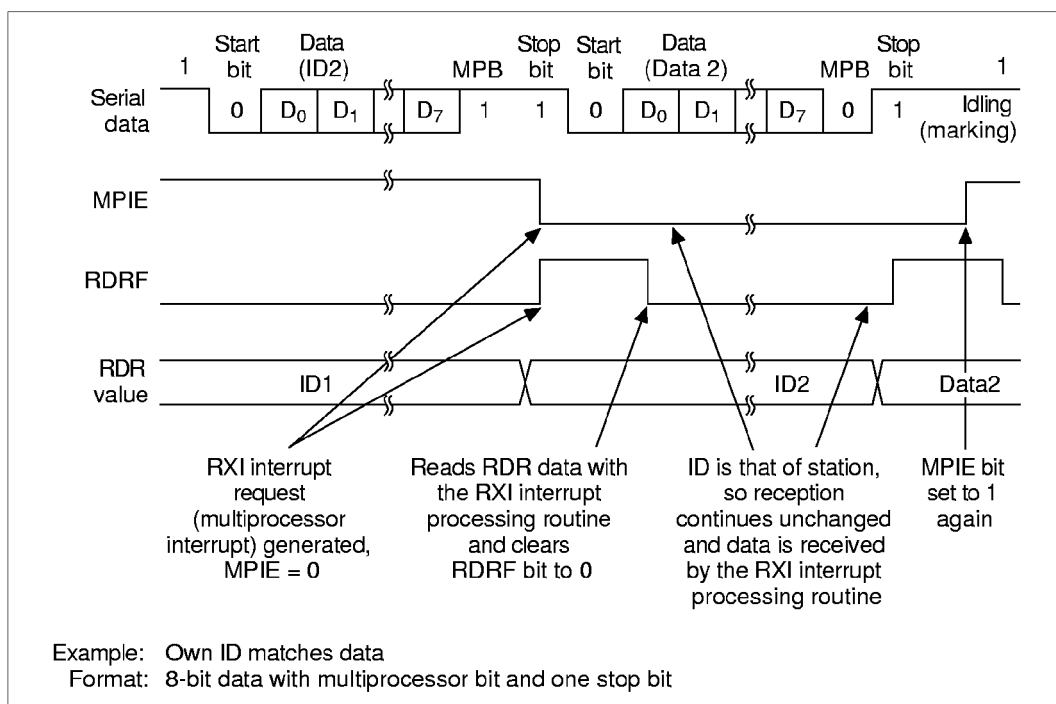 Start bit
Data (ID2)
Stop bit
Start bit
Data (Data 2)
Stop bit
1
MPB
MPB
1
Serial data
0
D0
D1
D7
1
1
0
D0
D1
D7
0
1
Idling (marking)
MPIE
RDRF
RDR value
ID1
ID2
Data2
RXI interrupt
request
(multiprocessor
interrupt) generated,
MPIE = 0
Reads RDR data with
the RXI interrupt
processing routine
and clears
RDRF bit to 0
ID is that of station,
so reception
continues unchanged
and data is received
by the RXI interrupt
processing routine
MPIE bit
set to 1
again
Example: Own ID matches data
Format: 8-bit data with multiprocessor bit and one stop bit